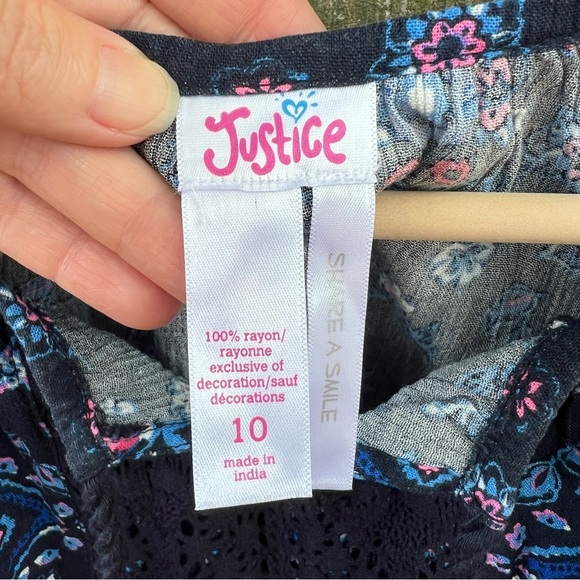 Justice
100% rayon/
rayonne
exclusive of
decoration/sauf
décorations
10
made in
india
SHARE A SMILE